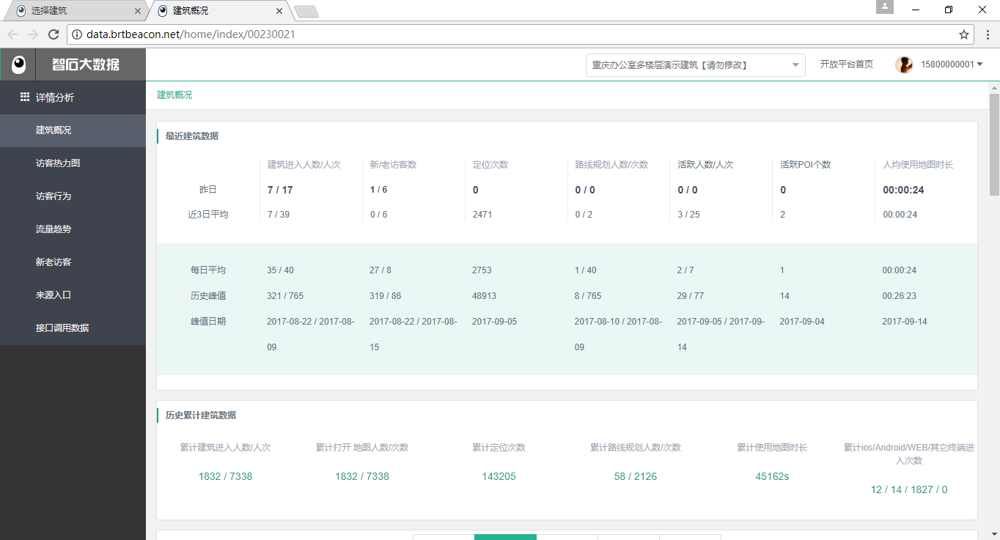 选择建筑
建筑概况
data.brtbeacon.net/home/index/00230021
智石大数据
重庆办公室多楼层演示建筑【请勿修改】
开放平台首页
15800000001
详情分析
建筑概况
访客热力图
访客行为
流量趋势
新老访客
来源入口
接口调用数据
建筑概况
最近建筑数据
建筑进入人数/人次 新/老访客数 定位次数 路线规划人数/次数 活跃人数/人次 活跃POI个数 人均使用地图时长
昨日 7 / 17 1 / 6 0 0 / 0 0 / 0 0 00:00:24
近3日平均 7 / 39 0 / 6 2471 0 / 2 3 / 25 2 00:00:24
每日平均 35 / 40 27 / 8 2753 1 / 40 2 / 7 1 00:00:24
历史峰值 321 / 765 319 / 86 48913 8 / 765 29 / 77 14 00:26:23
峰值日期 2017-08-22 / 2017-08- 2017-08-22 / 2017-08- 2017-09-05 2017-08-10 / 2017-08- 2017-09-05 / 2017-09- 2017-09-04 2017-09-14
09 15 09 14
历史累计建筑数据
累计建筑进入人数/人次 累计打开 地图人数/次数 累计定位次数 累计路线规划人数/次数 累计使用地图时长 累计ios/Android/WEB/其它终端进
入次数
1832 / 7338 1832 / 7338 143205 58 / 2126 45162s
12 / 14 / 1827 / 0